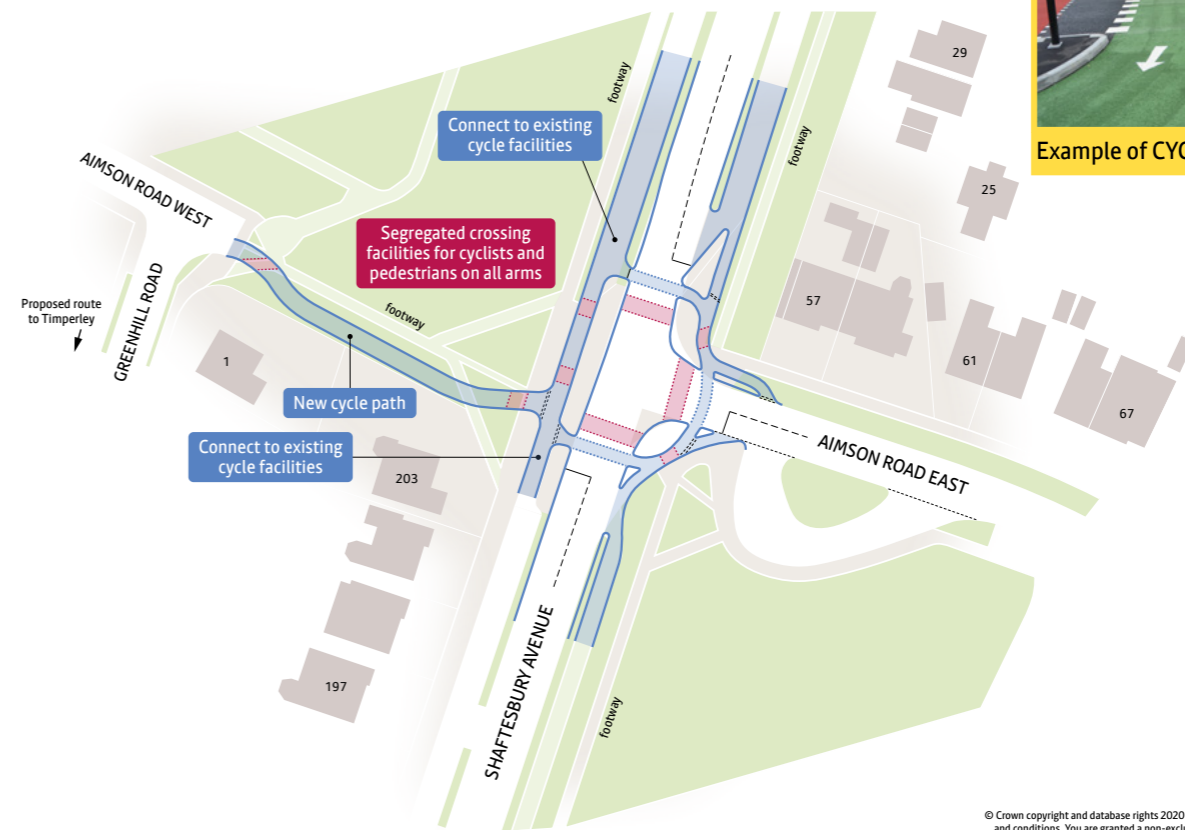 29
footway
Connect to existing
cycle facilities
footway
Example of CYC
AIMSON ROAD WEST
25
Segregated crossing
facilities for cyclists and
pedestrians on all arms
Proposed route
to Timperley
GREENHILL ROAD
footway
57
1
61
New cycle path
67
Connect to existing
cycle facilities
AIMSON ROAD EAST
203
SHAFTESBURY AVENUE
197
footway
© Crown copyright and database rights 2020
and conditions. You are granted a non-excl